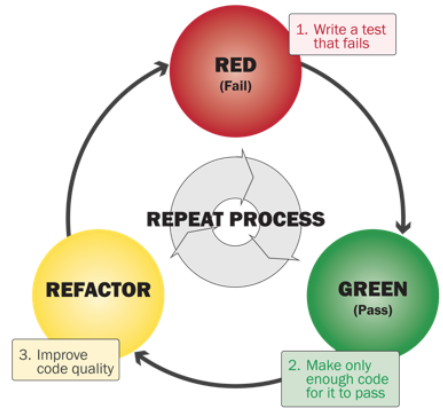 1. Write a test
that fails
RED
(Fail)
REPEAT PROCESS
GREEN
(Pass)
2. Make only
enough code
for it to pass
REFACTOR
3. Improve
code quality